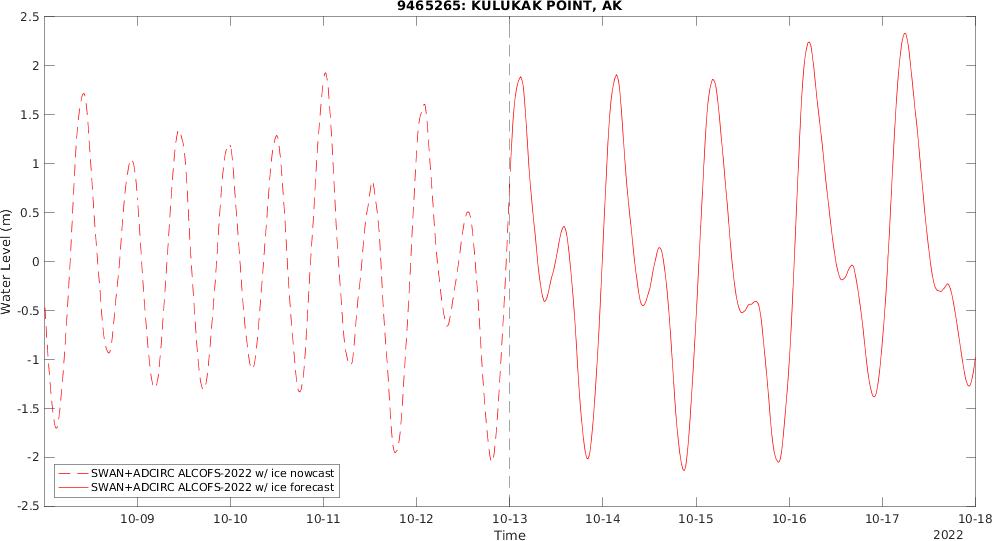 9465265: KULUKAK POINT, AK
2.5
2
1.5
1
0.5
0
-0.5
-1
-1.5
-2
-2.5
Water Level (m)
SWAN+ADCIRC ALCOFS-2022 w/ ice nowcast
SWAN+ADCIRC ALCOFS-2022 w/ ice forecast
10-09 10-10 10-11 10-12 10-13 10-14 10-15 10-16 10-17 10-18
Time
2022